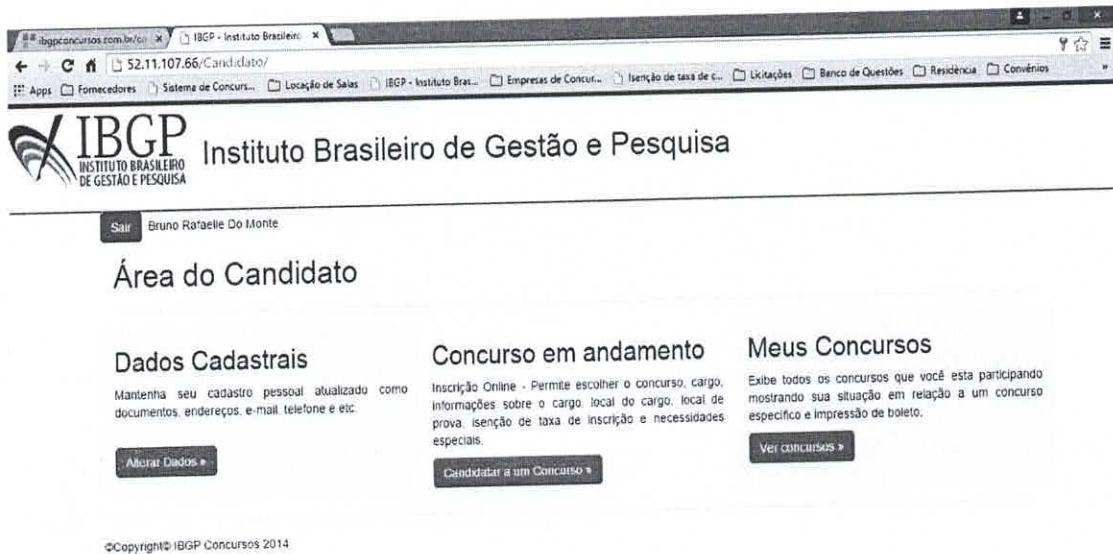 ibgpconcursos.com.br/co
IBGP - Instituto Brasileiro
52.11.107.66/Candidato/
Apps Fornecedores Sistema de Concurs... Locação de Salas IBGP - Instituto Bras... Empresas de Concur... Isenção de taxa de c... Licitações Banco de Questões Residência Convênios
IBGP
INSTITUTO BRASILEIRO
DE GESTÃO E PESQUISA
Instituto Brasileiro de Gestão e Pesquisa
Sair Bruno Rafaelle Do Monte
Área do Candidato
Dados Cadastrais
Mantenha seu cadastro pessoal atualizado como
documentos, endereços, e-mail, telefone e etc.
Alterar Dados »
Concurso em andamento
Inscrição Online - Permite escolher o concurso, cargo,
informações sobre o cargo, local do cargo, local de
prova, isenção de taxa de inscrição e necessidades
especiais.
Candidatar a um Concurso »
Meus Concursos
Exibe todos os concursos que você esta participando
mostrando sua situação em relação a um concurso
especifico e impressão de boleto.
Ver concursos »
©Copyright© IBGP Concursos 2014